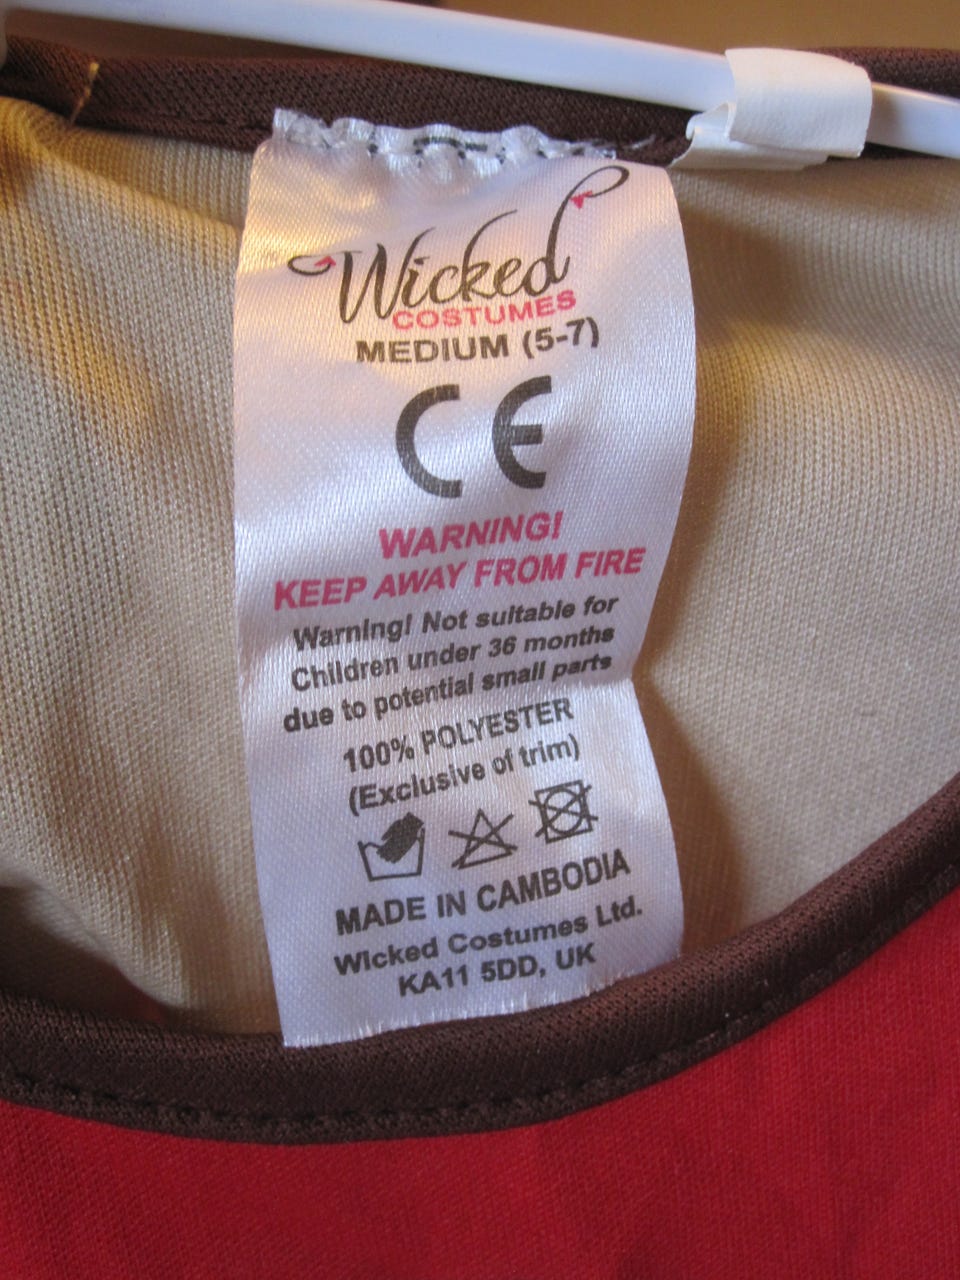 Wicked
COSTUMES
MEDIUM (5-7)
CE
WARNING!
KEEP AWAY FROM FIRE
Warning! Not suitable for
Children under 36 months
due to potential small parts
100% POLYESTER
(Exclusive of trim)
MADE IN CAMBODIA
Wicked Costumes Ltd.
KA11 5DD, UK